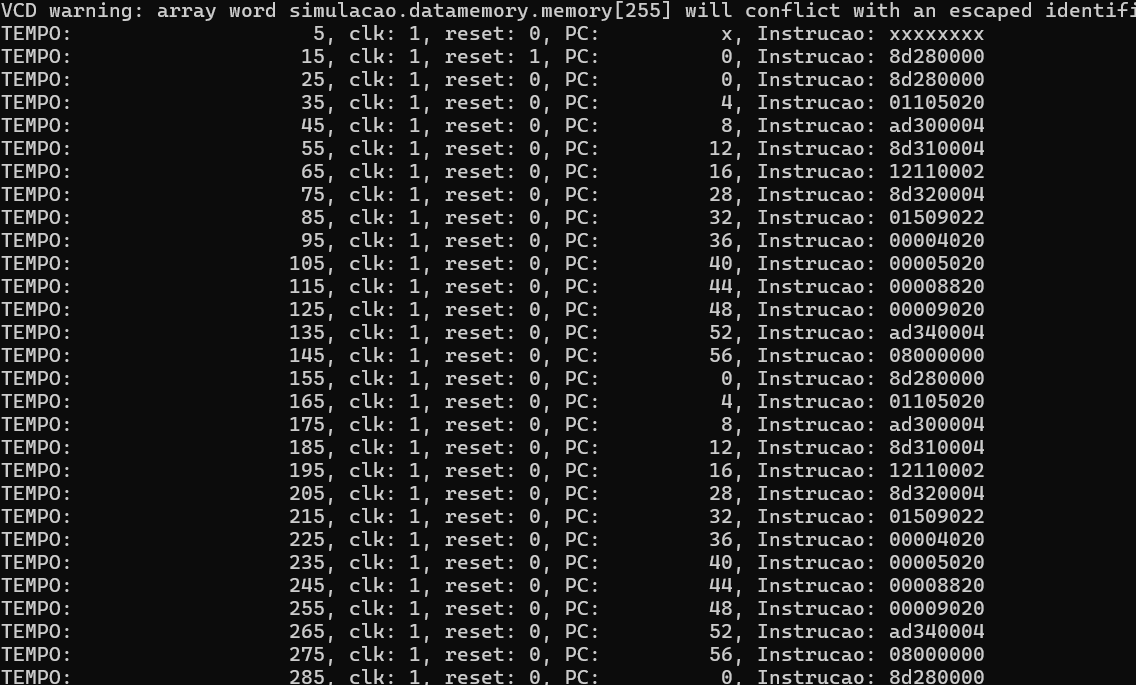 VCD warning: array word simulacao.datamemory.memory[255] will conflict with an escaped identifi
TEMPO:                   5, clk: 1, reset: 0, PC:          x, Instrucao: xxxxxxxx
TEMPO:                  15, clk: 1, reset: 1, PC:          0, Instrucao: 8d280000
TEMPO:                  25, clk: 1, reset: 0, PC:          0, Instrucao: 8d280000
TEMPO:                  35, clk: 1, reset: 0, PC:          4, Instrucao: 01105020
TEMPO:                  45, clk: 1, reset: 0, PC:          8, Instrucao: ad300004
TEMPO:                  55, clk: 1, reset: 0, PC:         12, Instrucao: 8d310004
TEMPO:                  65, clk: 1, reset: 0, PC:         16, Instrucao: 12110002
TEMPO:                  75, clk: 1, reset: 0, PC:         28, Instrucao: 8d320004
TEMPO:                  85, clk: 1, reset: 0, PC:         32, Instrucao: 01509022
TEMPO:                  95, clk: 1, reset: 0, PC:         36, Instrucao: 00004020
TEMPO:                 105, clk: 1, reset: 0, PC:         40, Instrucao: 00005020
TEMPO:                 115, clk: 1, reset: 0, PC:         44, Instrucao: 00008820
TEMPO:                 125, clk: 1, reset: 0, PC:         48, Instrucao: 00009020
TEMPO:                 135, clk: 1, reset: 0, PC:         52, Instrucao: ad340004
TEMPO:                 145, clk: 1, reset: 0, PC:         56, Instrucao: 08000000
TEMPO:                 155, clk: 1, reset: 0, PC:          0, Instrucao: 8d280000
TEMPO:                 165, clk: 1, reset: 0, PC:          4, Instrucao: 01105020
TEMPO:                 175, clk: 1, reset: 0, PC:          8, Instrucao: ad300004
TEMPO:                 185, clk: 1, reset: 0, PC:         12, Instrucao: 8d310004
TEMPO:                 195, clk: 1, reset: 0, PC:         16, Instrucao: 12110002
TEMPO:                 205, clk: 1, reset: 0, PC:         28, Instrucao: 8d320004
TEMPO:                 215, clk: 1, reset: 0, PC:         32, Instrucao: 01509022
TEMPO:                 225, clk: 1, reset: 0, PC:         36, Instrucao: 00004020
TEMPO:                 235, clk: 1, reset: 0, PC:         40, Instrucao: 00005020
TEMPO:                 245, clk: 1, reset: 0, PC:         44, Instrucao: 00008820
TEMPO:                 255, clk: 1, reset: 0, PC:         48, Instrucao: 00009020
TEMPO:                 265, clk: 1, reset: 0, PC:         52, Instrucao: ad340004
TEMPO:                 275, clk: 1, reset: 0, PC:         56, Instrucao: 08000000
TEMPO:                 285, clk: 1, reset: 0, PC:          0, Instrucao: 8d280000